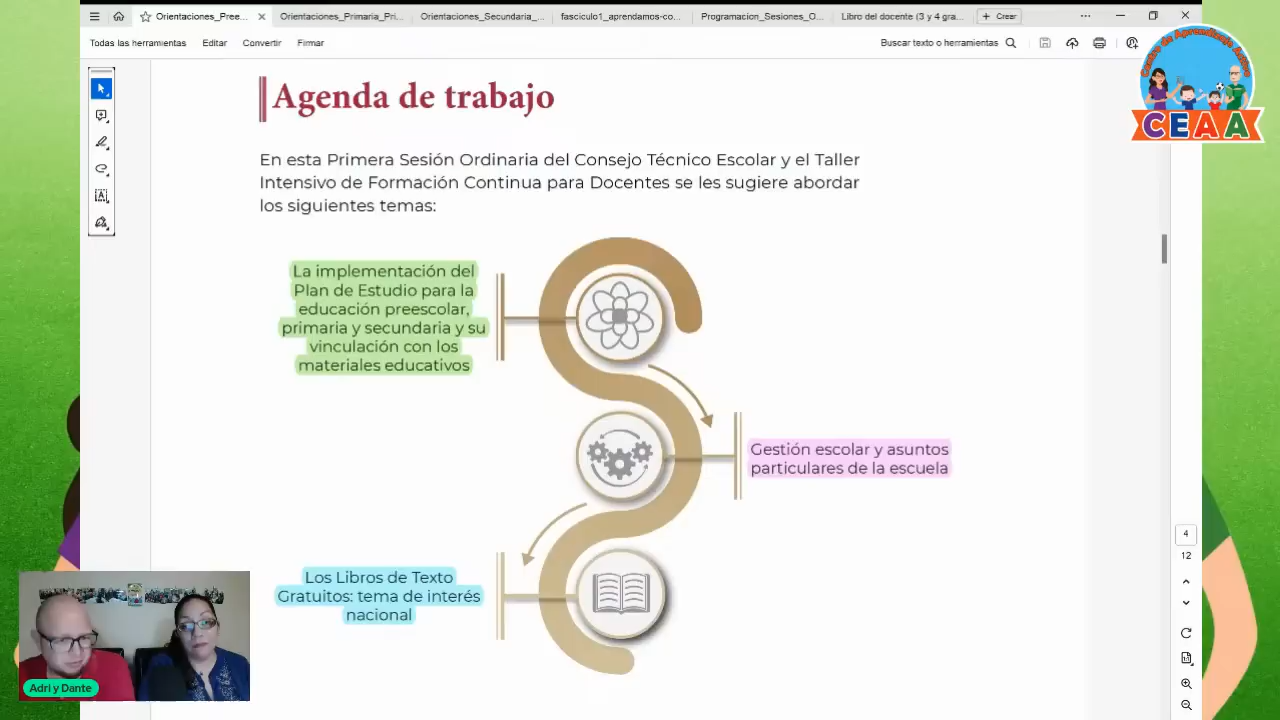 Orientaciones_Pree...
Orientaciones_Primaria_Pri...
Orientaciones_Secundaria_...
fasciculo1_aprendamos-co...
Programacion_Sesiones_O...
Libro del docente (3 y 4 gra...
Crear
Todas las herramientas
Editar
Convertir
Firmar
Buscar texto o herramientas
Centro de Aprendizaje Activo
CEAA
Agenda de trabajo
En esta Primera Sesión Ordinaria del Consejo Técnico Escolar y el Taller
Intensivo de Formación Continua para Docentes se les sugiere abordar
los siguientes temas:
La implementación del
Plan de Estudio para la
educación preescolar,
primaria y secundaria y su
vinculación con los
materiales educativos
Gestión escolar y asuntos
particulares de la escuela
Los Libros de Texto
Gratuitos: tema de interés
nacional
4
12
Adri y Dante